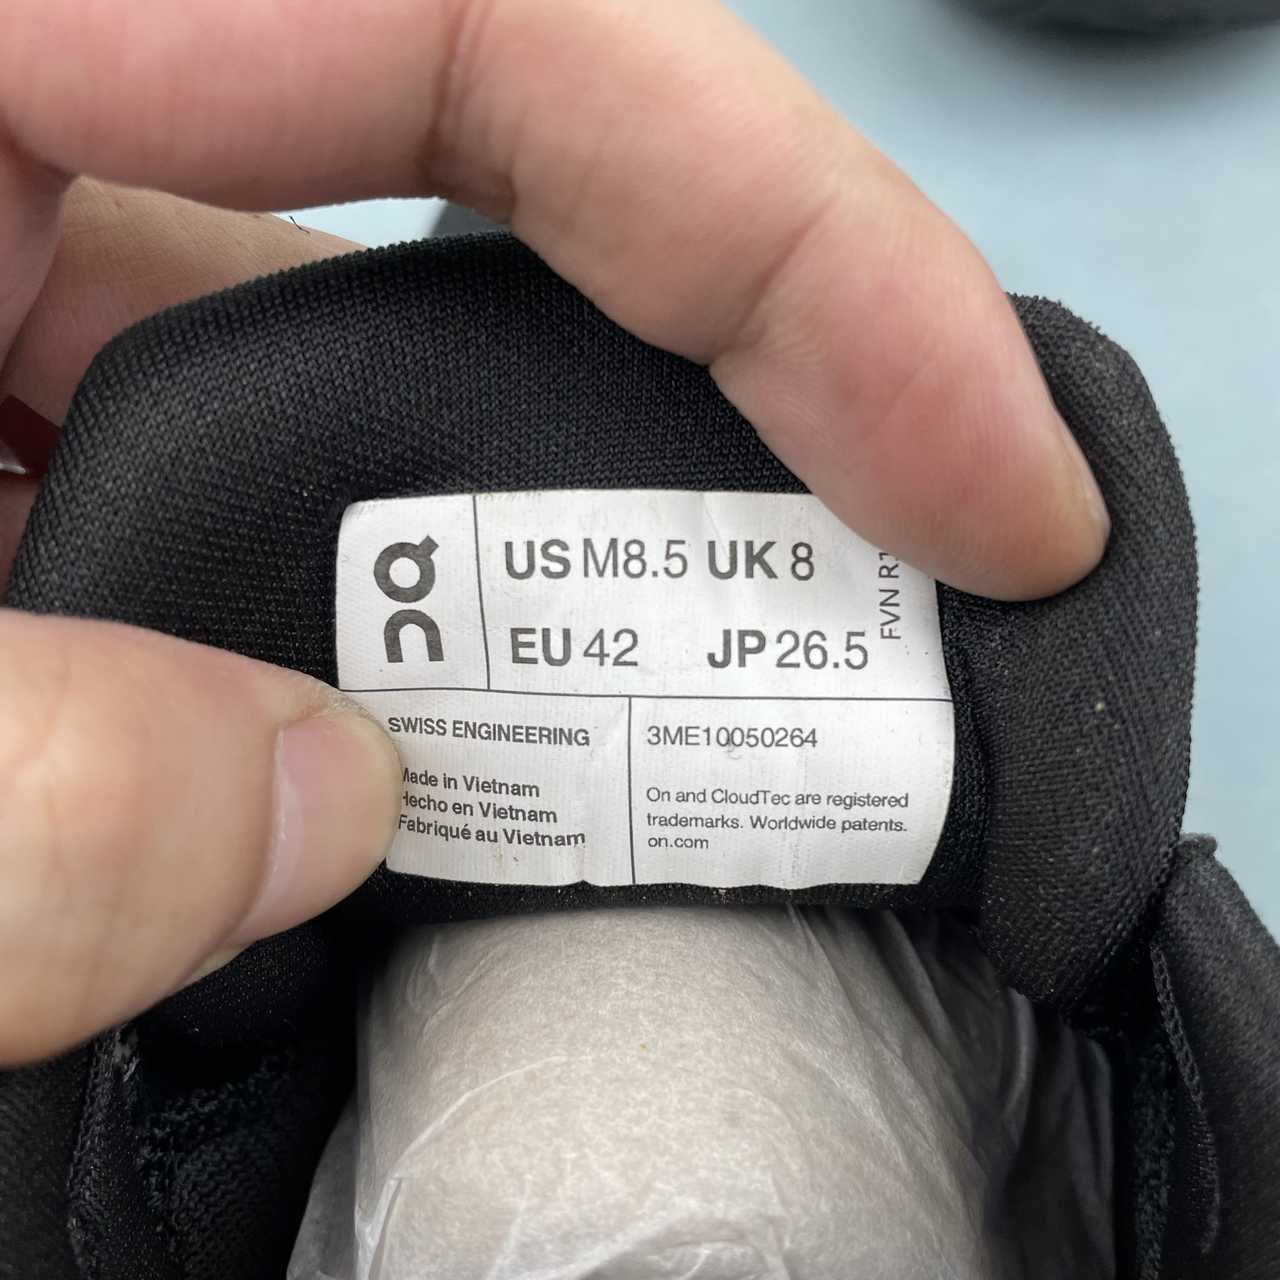 US M8.5 UK 8
EU 42 JP 26.5
FVN
SWISS ENGINEERING
Made in Vietnam
Hecho en Vietnam
Fabriqué au Vietnam
3ME10050264
On and CloudTec are registered
trademarks. Worldwide patents.
on.com